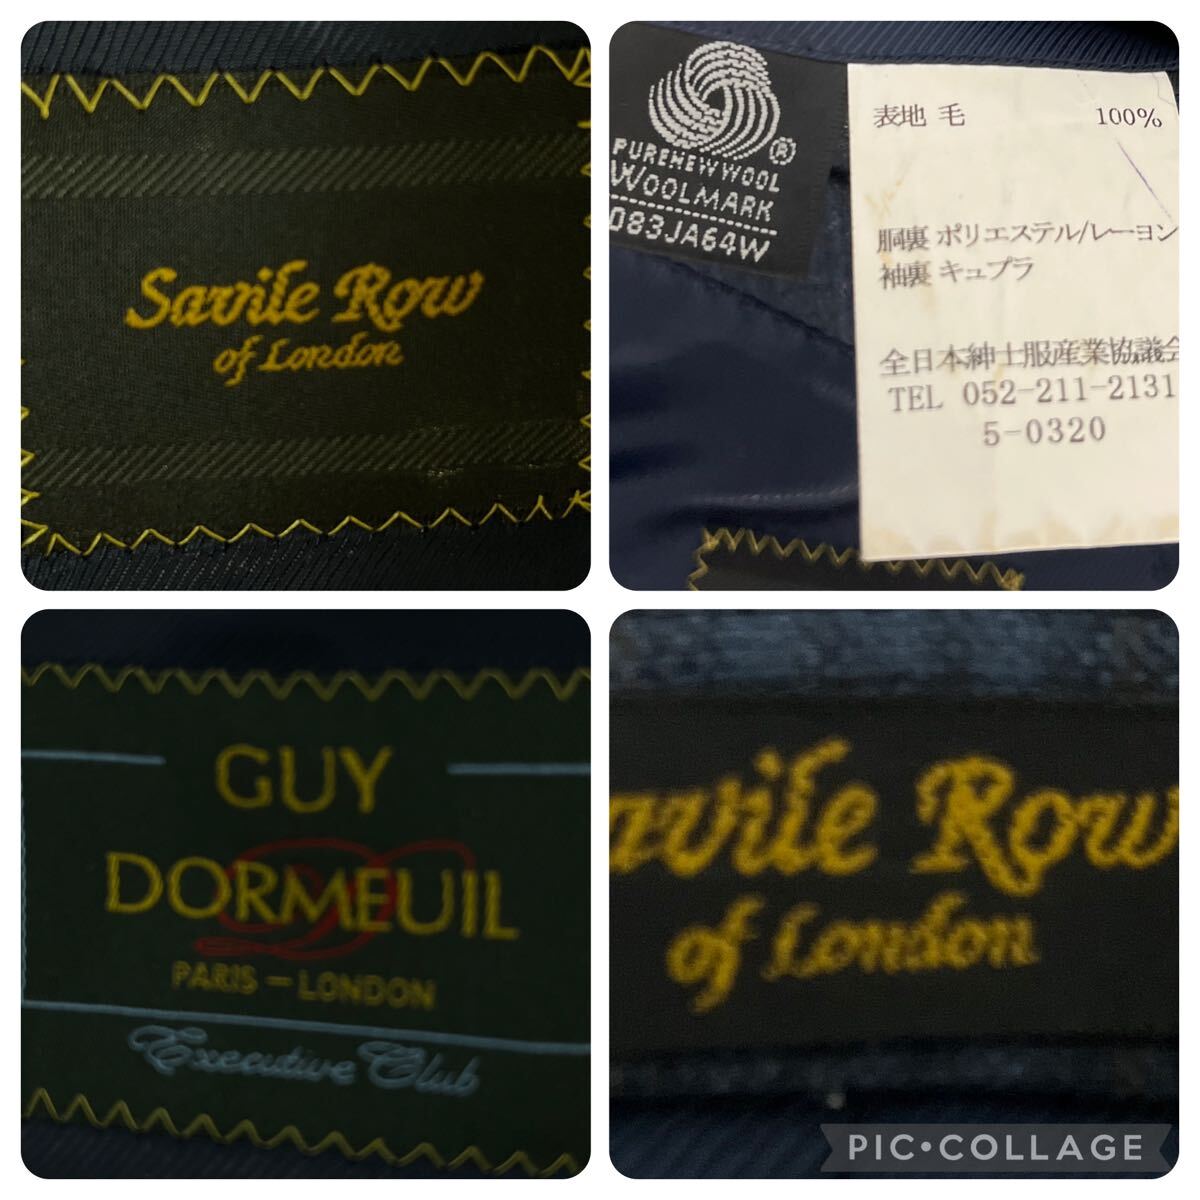 Savile Row
of London
PURE NEW WOOL
WOOLMARK
083JA64W
表地 毛 100%
胴裏 ポリエステル/レーヨン
袖裏 キュプラ
全日本紳士服産業協議会
TEL 052-211-2131
5-0320
GUY
DORMEUIL
PARIS — LONDON
Executive Club
avile Row
of London
PIC•COLLAGE